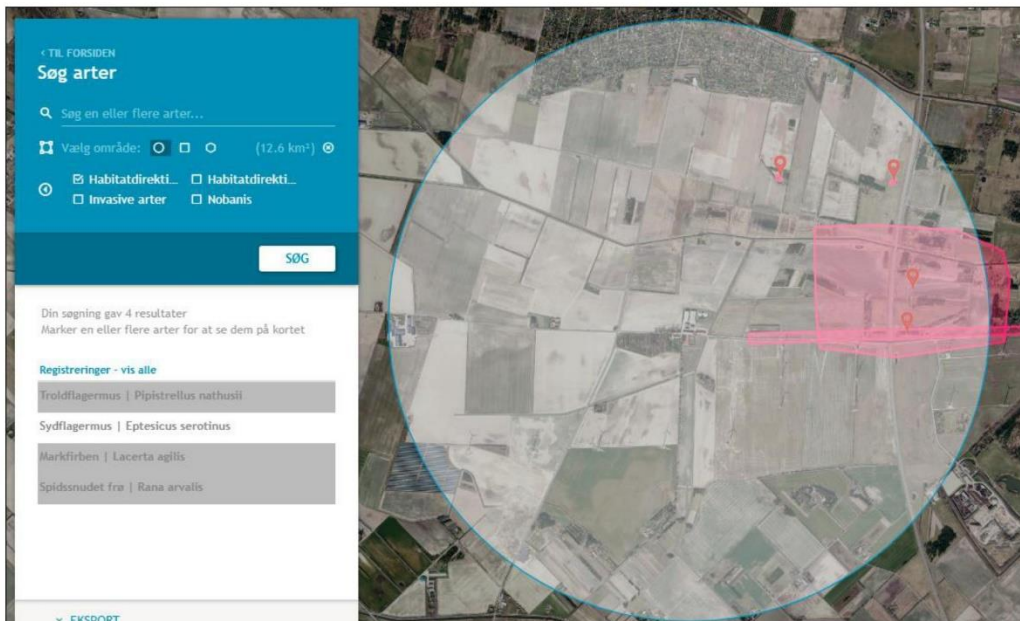 ‹ TIL FORSIDEN
Søg arter
Søg en eller flere arter...
Vælg område: (12.6 km²)
Habitatdirekti... Habitatdirekti...
Invasive arter Nobanis
SØG
Din søgning gav 4 resultater
Marker en eller flere arter for at se dem på kortet
Registreringer - vis alle
Troldflagermus | Pipistrellus nathusii
Sydflagermus | Eptesicus serotinus
Markfirben | Lacerta agilis
Spidssnudet frø | Rana arvalis
EKSPORT